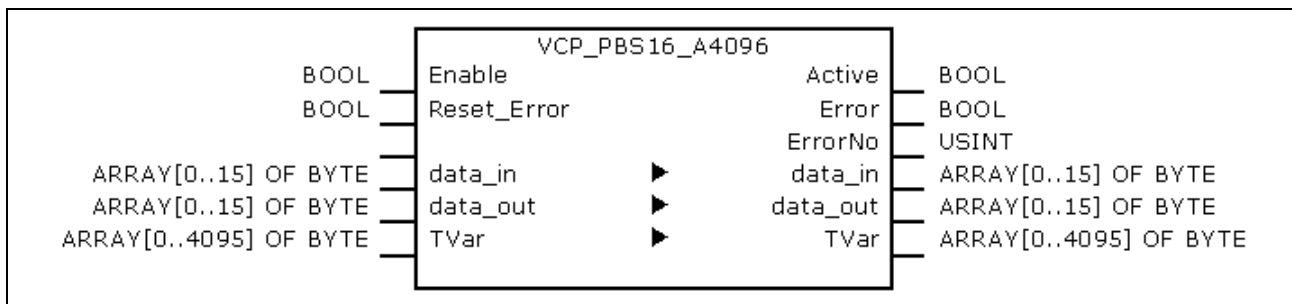 VCP_PBS16_A4096
BOOL Enable Active BOOL
BOOL Reset_Error Error BOOL
ErrorNo USINT
ARRAY[0..15] OF BYTE data_in data_in ARRAY[0..15] OF BYTE
ARRAY[0..15] OF BYTE data_out data_out ARRAY[0..15] OF BYTE
ARRAY[0..4095] OF BYTE TVar TVar ARRAY[0..4095] OF BYTE